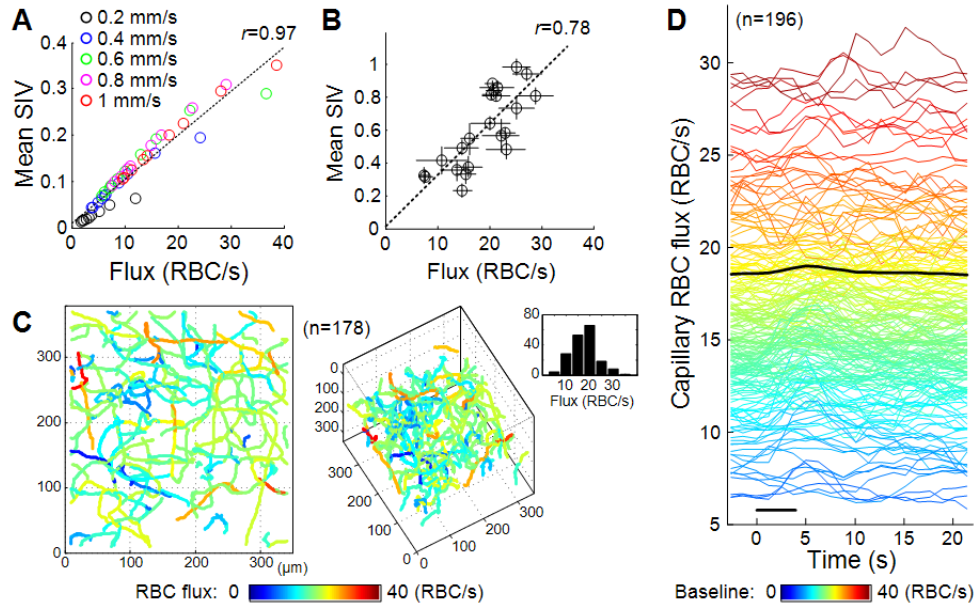 A
0.2 mm/s
0.4 mm/s
0.6 mm/s
0.8 mm/s
1 mm/s
r=0.97
Mean SIV
0.4
0.3
0.2
0.1
0
0 10 20 30 40
Flux (RBC/s)
B
r=0.78
Mean SIV
1
0.8
0.6
0.4
0.2
0
0 10 20 30 40
Flux (RBC/s)
C
(n=178)
300
200
100
0
0 100 200 300 (μm)
0
100
200
300
300
200
100
0
0
100
200
300
80
40
0
10 20 30
Flux (RBC/s)
RBC flux: 0 40 (RBC/s)
D
(n=196)
Capillary RBC flux (RBC/s)
30
25
20
15
10
5
0 5 10 15 20
Time (s)
Baseline: 0 40 (RBC/s)